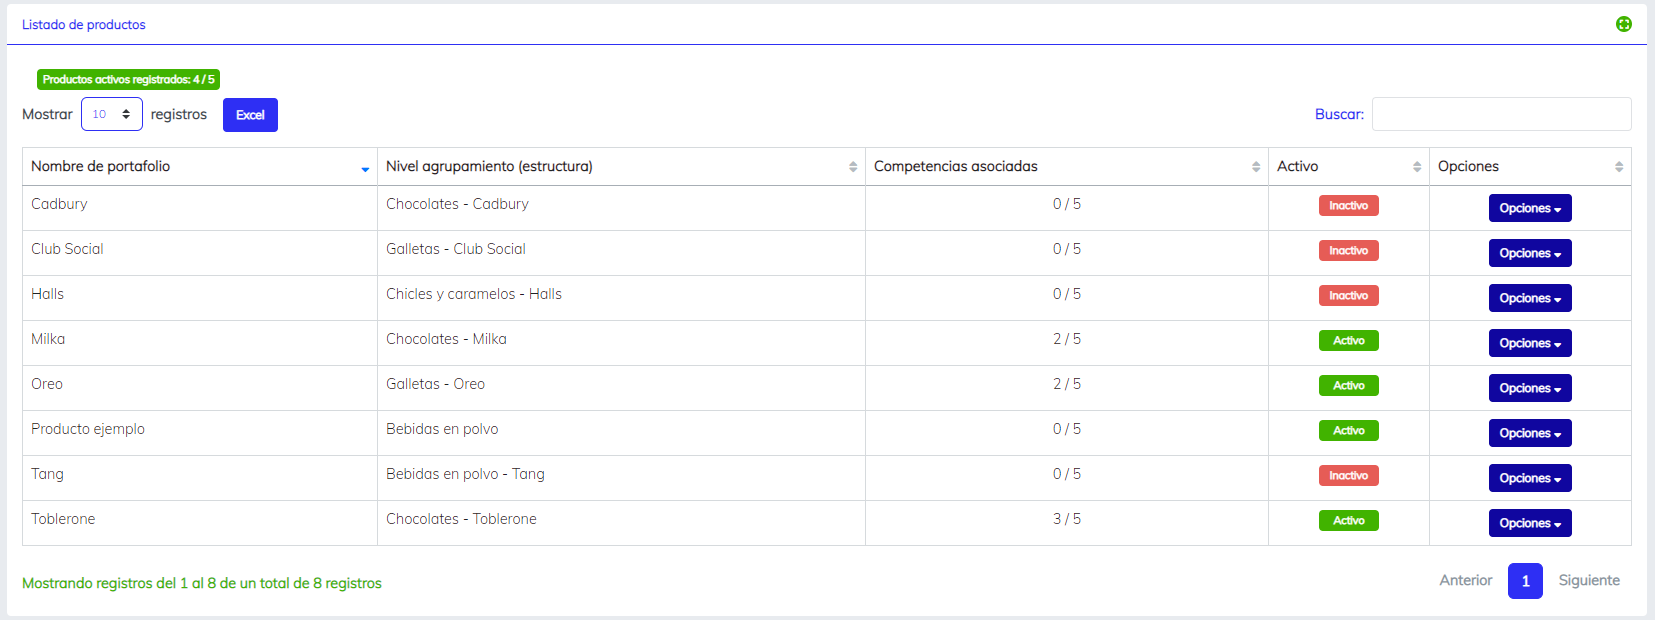 Listado de productos
Productos activos registrados: 4 / 5
Mostrar 10 registros Excel Buscar:
Nombre de portafolio Nivel agrupamiento (estructura) Competencias asociadas Activo Opciones
Cadbury Chocolates - Cadbury 0 / 5 Inactivo Opciones
Club Social Galletas - Club Social 0 / 5 Inactivo Opciones
Halls Chicles y caramelos - Halls 0 / 5 Inactivo Opciones
Milka Chocolates - Milka 2 / 5 Activo Opciones
Oreo Galletas - Oreo 2 / 5 Activo Opciones
Producto ejemplo Bebidas en polvo 0 / 5 Activo Opciones
Tang Bebidas en polvo - Tang 0 / 5 Inactivo Opciones
Toblerone Chocolates - Toblerone 3 / 5 Activo Opciones
Mostrando registros del 1 al 8 de un total de 8 registros Anterior 1 Siguiente